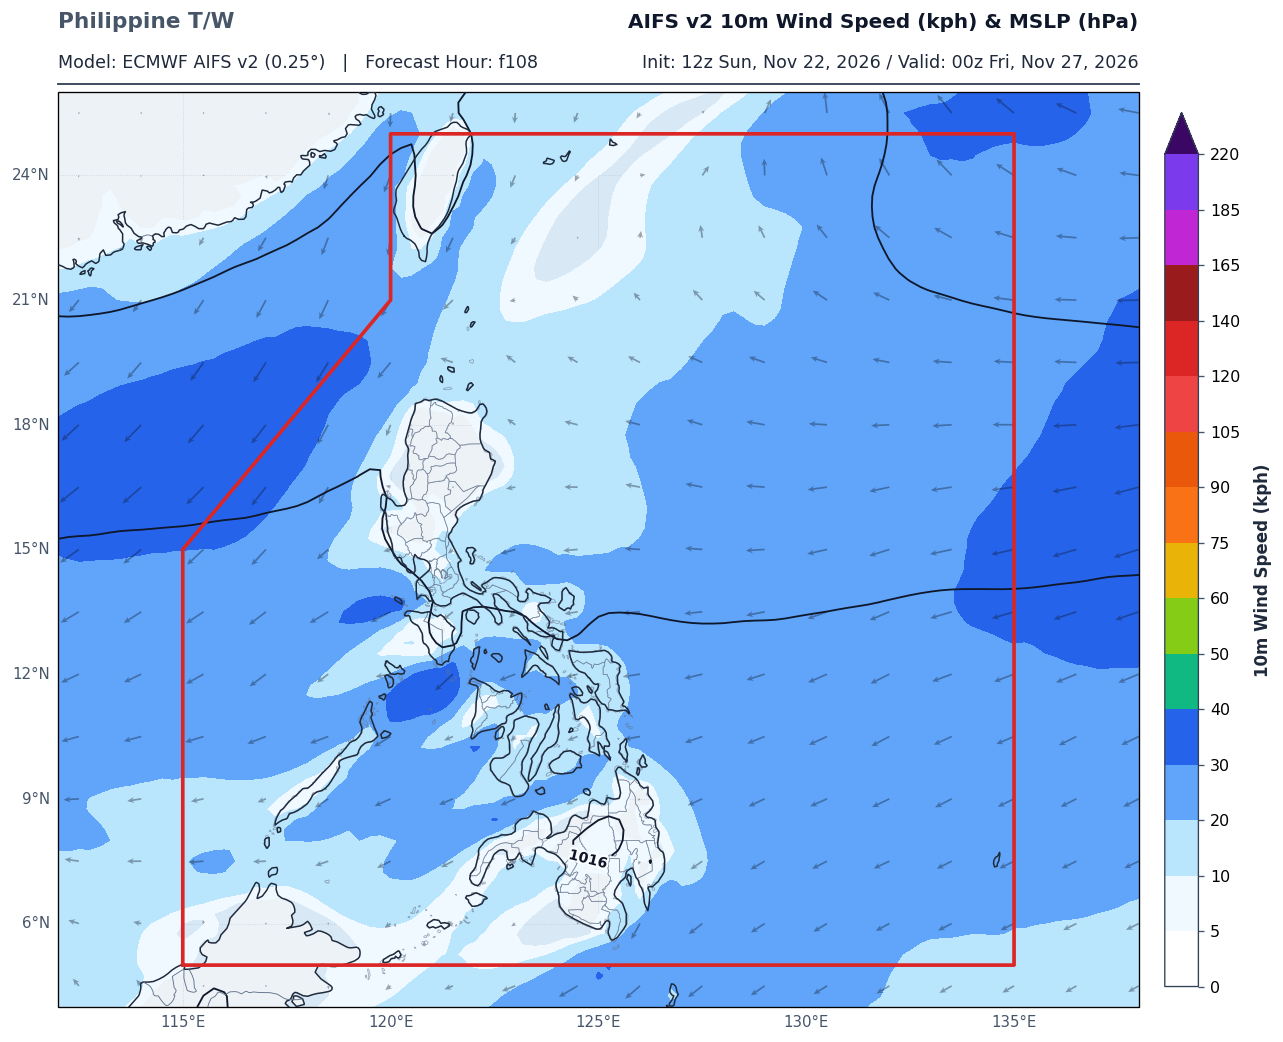 Philippine T/W
AIFS v2 10m Wind Speed (kph) & MSLP (hPa)
Model: ECMWF AIFS v2 (0.25°) | Forecast Hour: f108
Init: 12z Sun, Nov 22, 2026 / Valid: 00z Fri, Nov 27, 2026
24°N
21°N
18°N
15°N
12°N
9°N
6°N
115°E
120°E
125°E
130°E
135°E
1016
220
185
165
140
120
105
90
75
60
50
40
30
20
10
5
0
10m Wind Speed (kph)